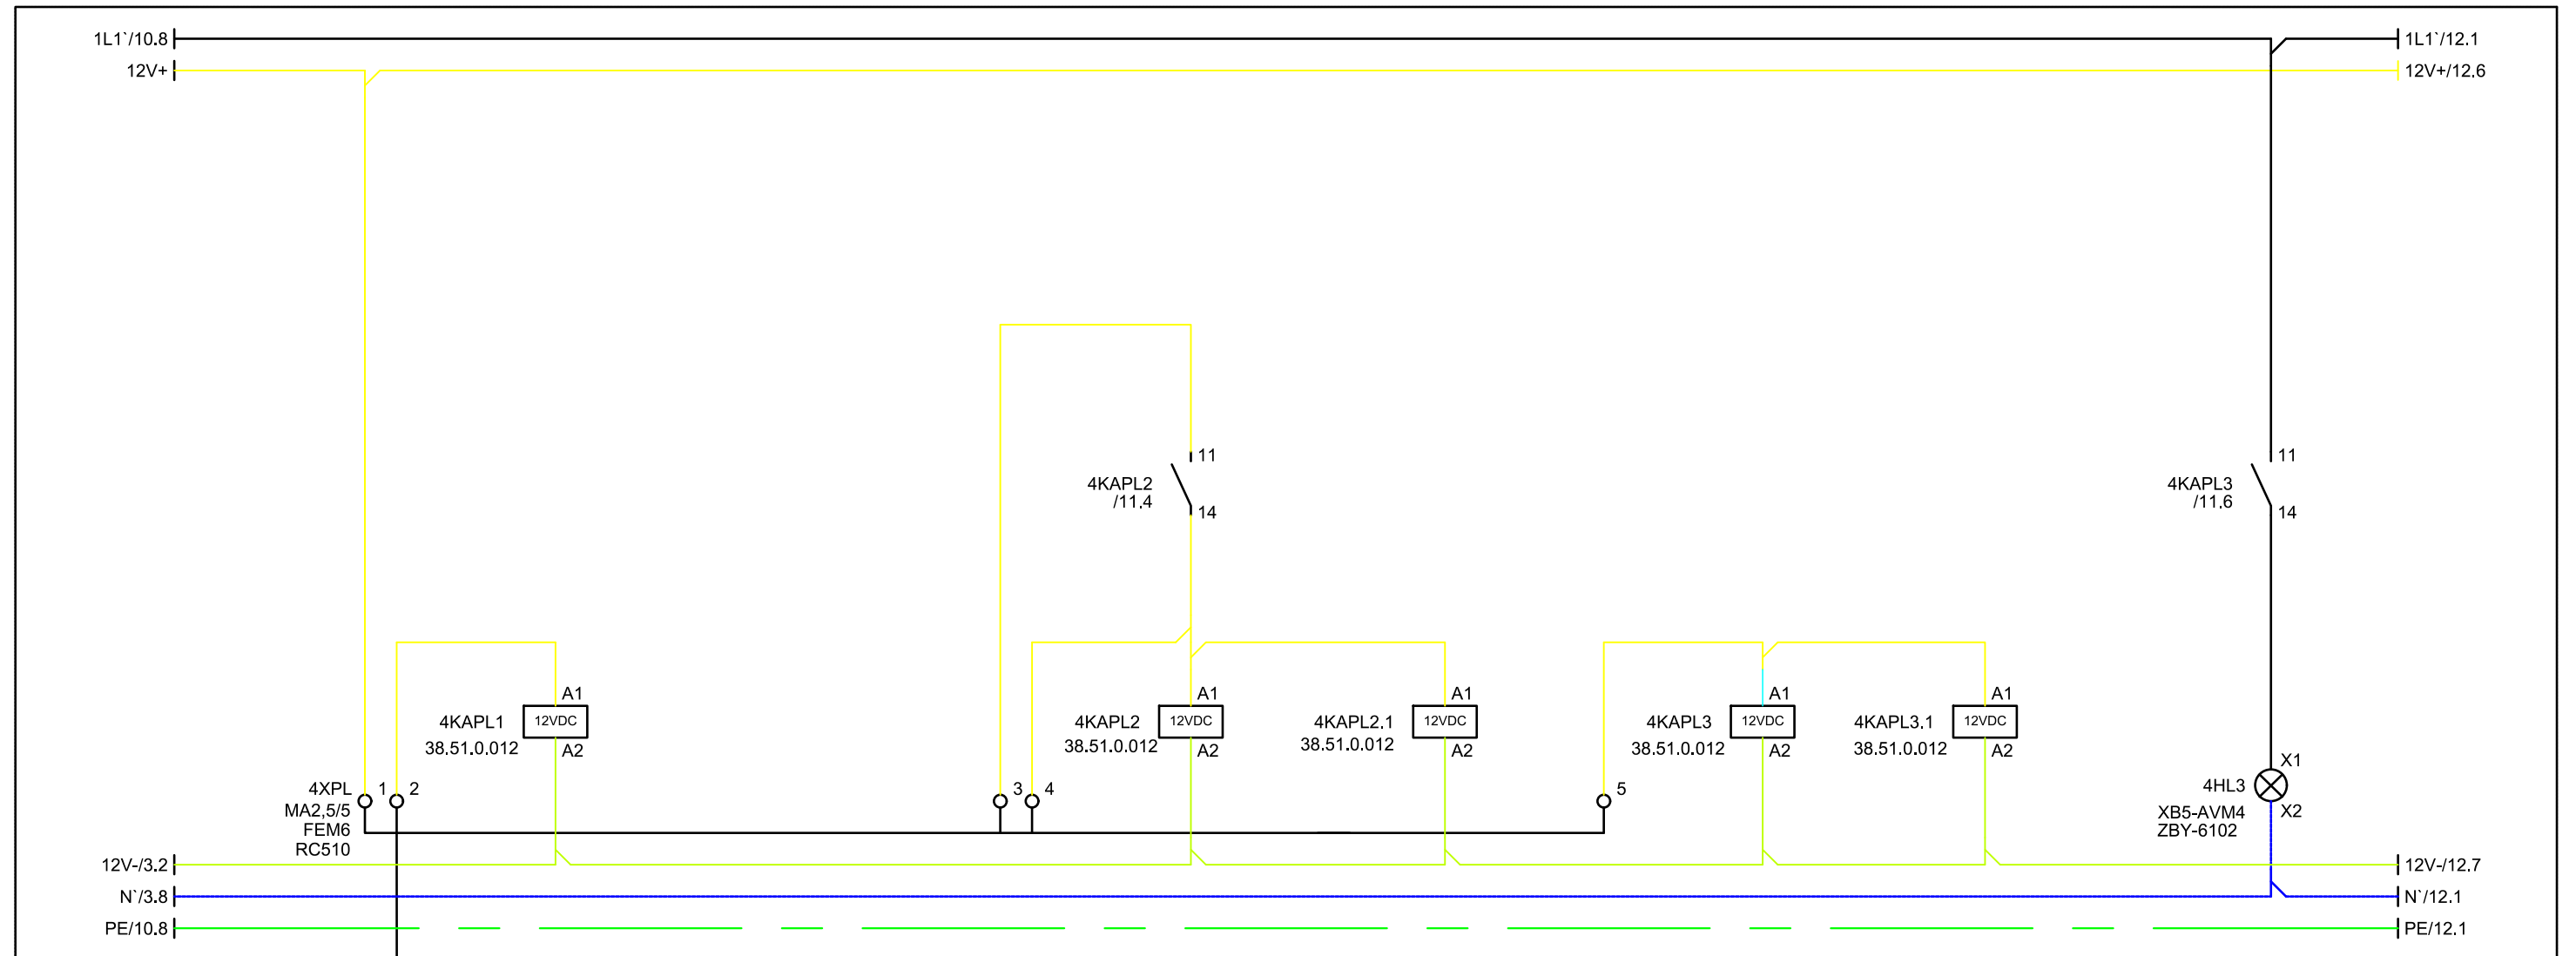 1L1`/10.8
1L1`/12.1
12V+
12V+/12.6
11
4KAPL2
/11.4
14
11
4KAPL3
/11.6
14
A1
4KAPL1
12VDC
38.51.0.012
A2
A1
4KAPL2
12VDC
38.51.0.012
A2
A1
4KAPL2.1
12VDC
38.51.0.012
A2
A1
4KAPL3
12VDC
38.51.0.012
A2
A1
4KAPL3.1
12VDC
38.51.0.012
A2
4XPL
1
2
MA2,5/5
FEM6
RC510
3
4
5
X1
4HL3
X2
XB5-AVM4
ZBY-6102
12V-/3.2
12V-/12.7
N`/3.8
N`/12.1
PE/10.8
PE/12.1